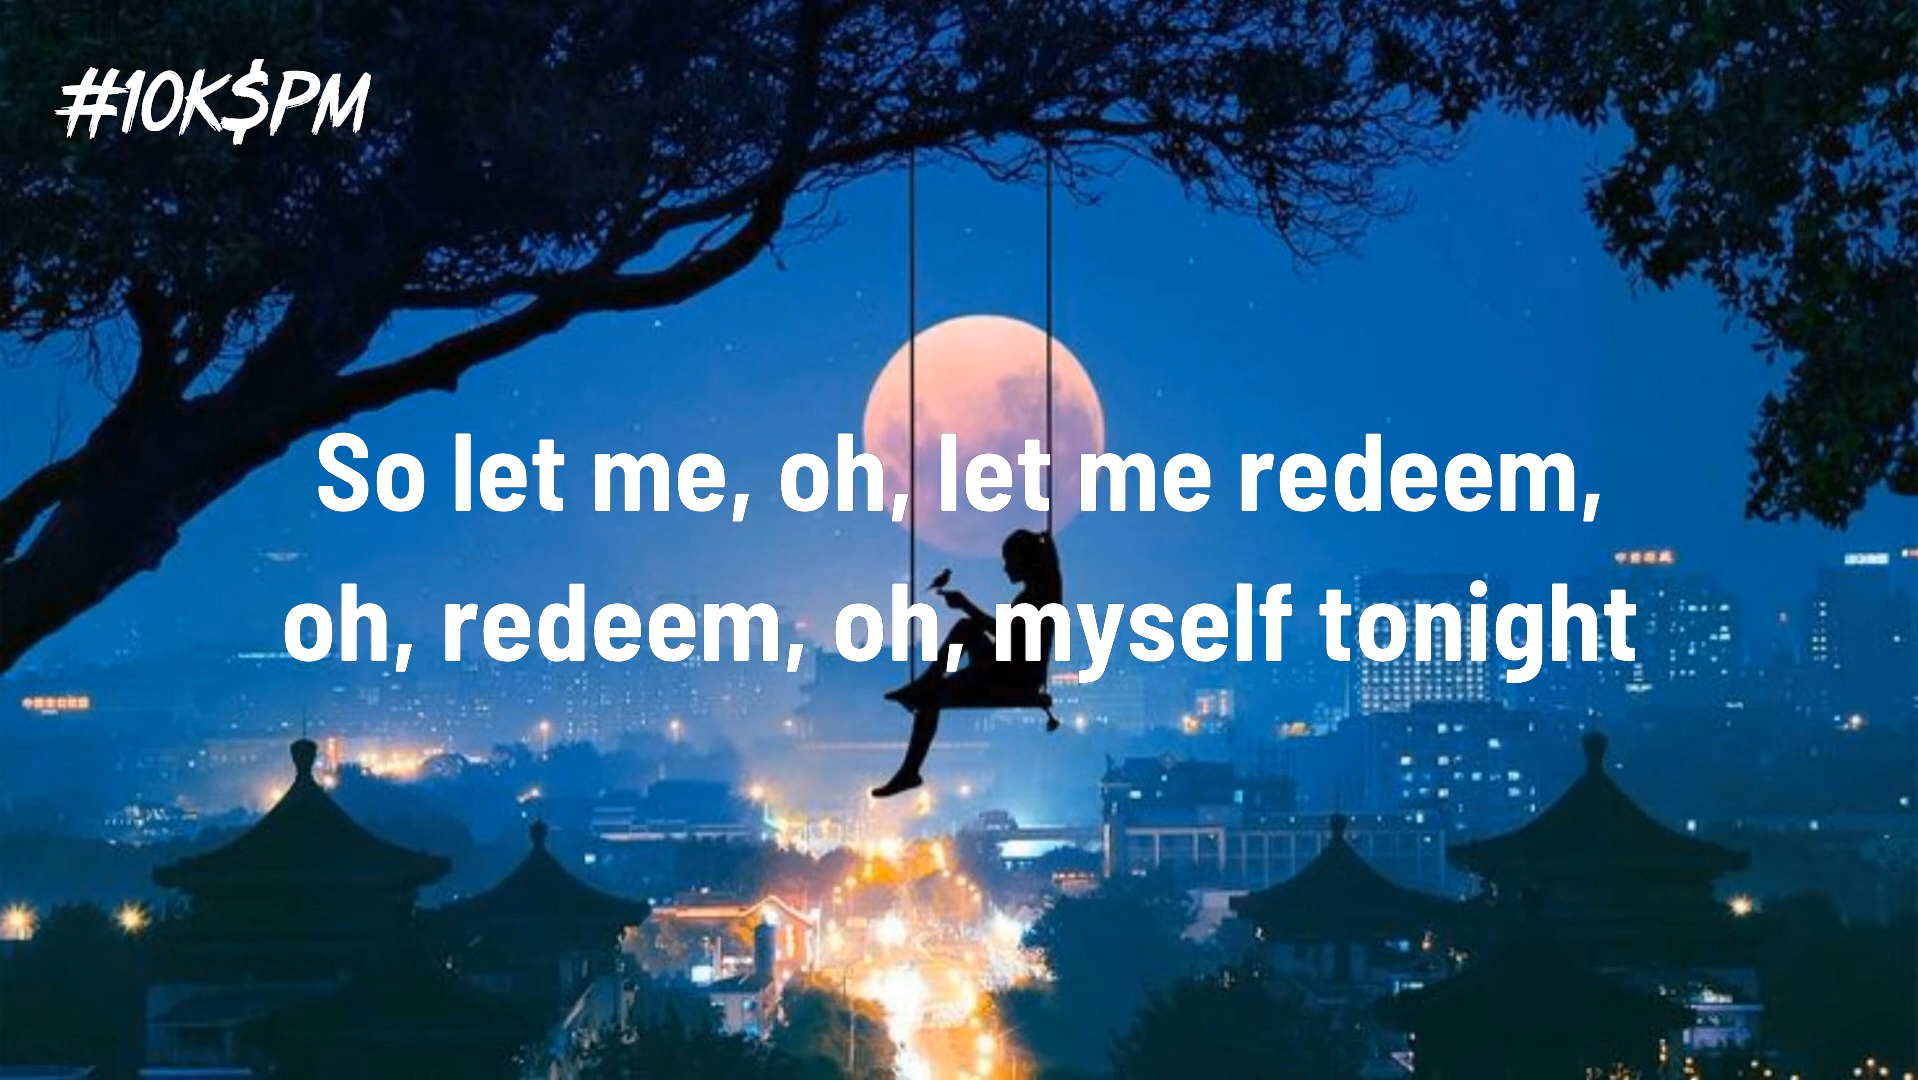 #10K$PM
So let me, oh, let me redeem,
oh, redeem, oh, myself tonight